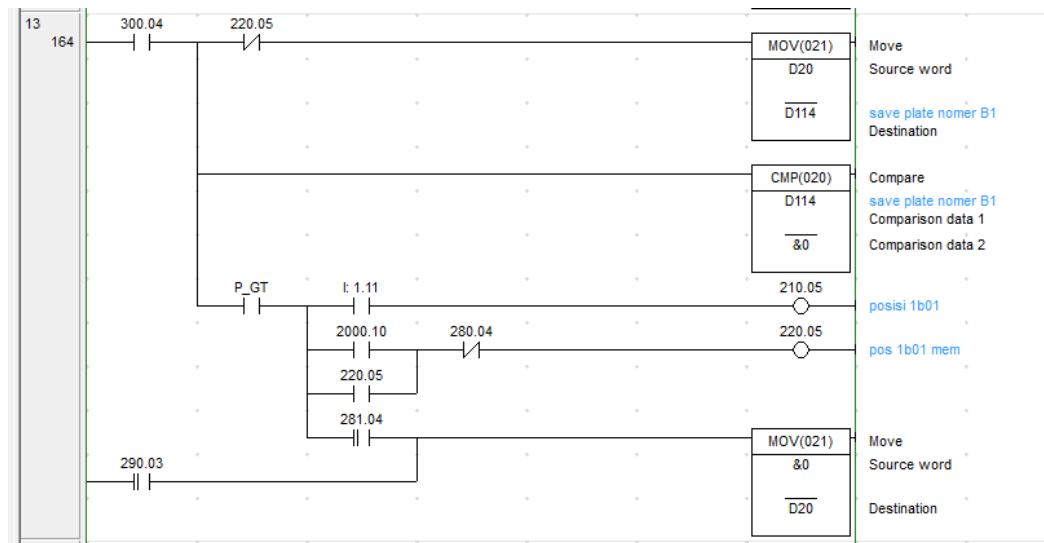 13
164
300.04 220.05
MOV(021) Move
D20 Source word
D114 save plate nomer B1
Destination
CMP(020) Compare
D114 save plate nomer B1
Comparison data 1
&0 Comparison data 2
P_GT I: 1.11 210.05
posisi 1b01
2000.10 280.04 220.05
pos 1b01 mem
220.05
281.04
MOV(021) Move
290.03 &0 Source word
D20 Destination